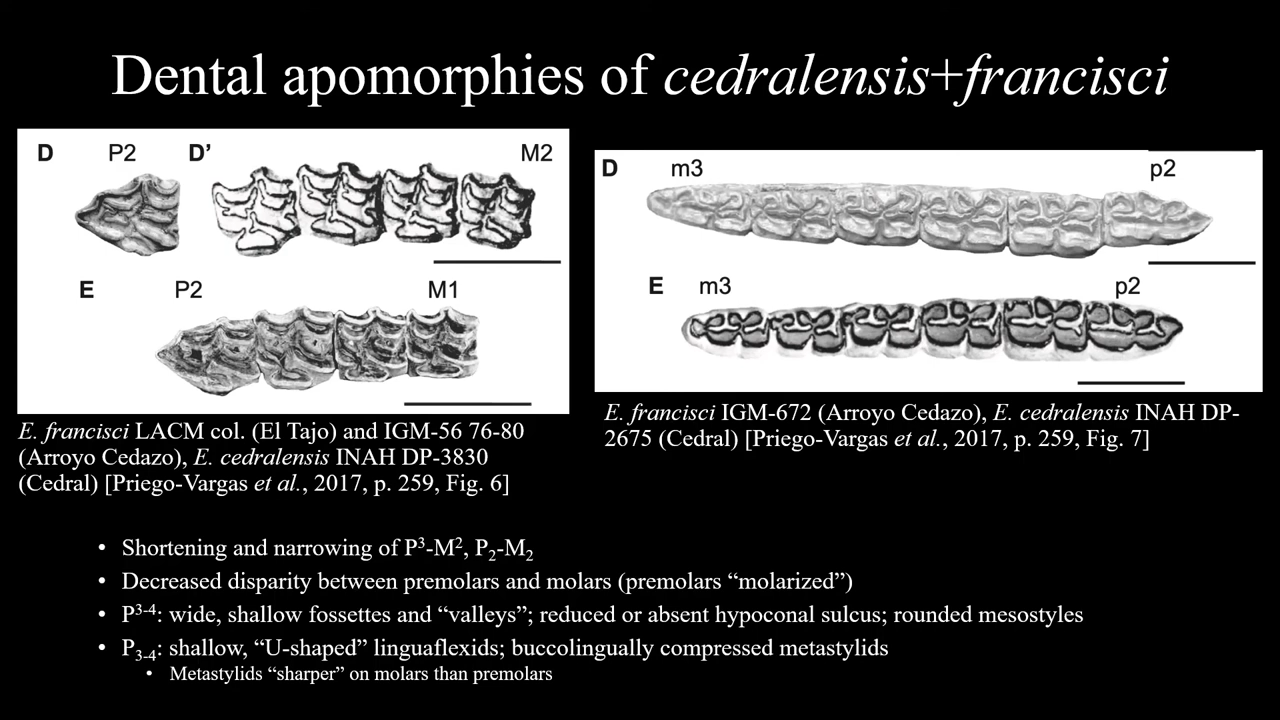 Dental apomorphies of cedralensis+francisci
D P2 D’ M2
E P2 M1
E. francisci LACM col. (El Tajo) and IGM-56 76-80
(Arroyo Cedazo), E. cedralensis INAH DP-3830
(Cedral) [Priego-Vargas et al., 2017, p. 259, Fig. 6]
D m3 p2
E m3 p2
E. francisci IGM-672 (Arroyo Cedazo), E. cedralensis INAH DP-
2675 (Cedral) [Priego-Vargas et al., 2017, p. 259, Fig. 7]
• Shortening and narrowing of P³-M², P₂-M₂
• Decreased disparity between premolars and molars (premolars “molarized”)
• P³⁻⁴: wide, shallow fossettes and “valleys”; reduced or absent hypoconal sulcus; rounded mesostyles
• P₃₋₄: shallow, “U-shaped” linguaflexids; buccolingually compressed metastylids
• Metastylids “sharper” on molars than premolars